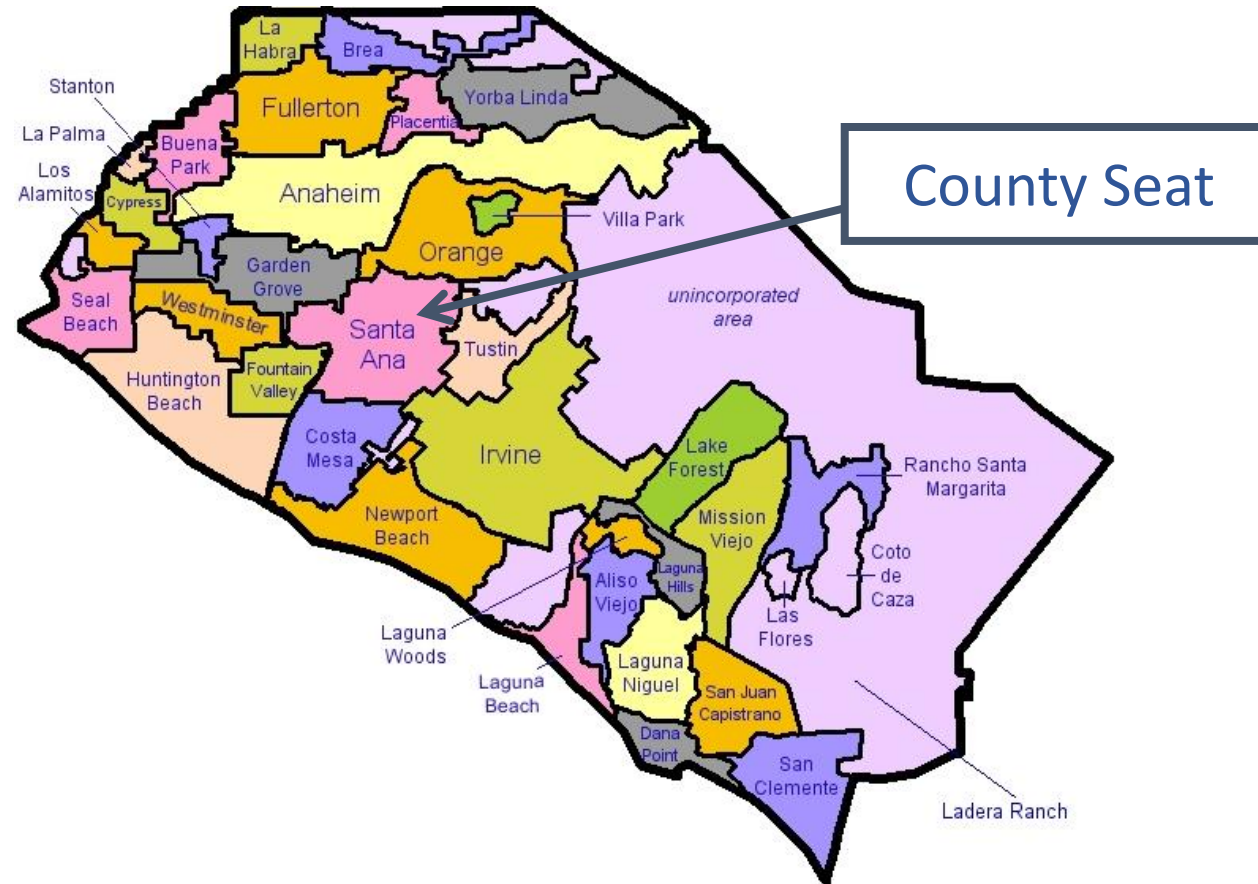 La
Habra
Brea
Stanton
Yorba Linda
Fullerton
Placentia
La Palma
Buena
Park
Los
Alamitos
County Seat
Anaheim
Cypress
Villa Park
Orange
Garden
Grove
unincorporated
area
Seal
Beach
Westminster
Santa
Ana
Tustin
Huntington
Beach
Fountain
Valley
Costa
Mesa
Irvine
Lake
Forest
Rancho Santa
Margarita
Newport
Beach
Mission
Viejo
Coto
de
Caza
Aliso
Viejo
Laguna
Hills
Las
Flores
Laguna
Woods
Laguna
Niguel
Laguna
Beach
San Juan
Capistrano
Dana
Point
San
Clemente
Ladera Ranch